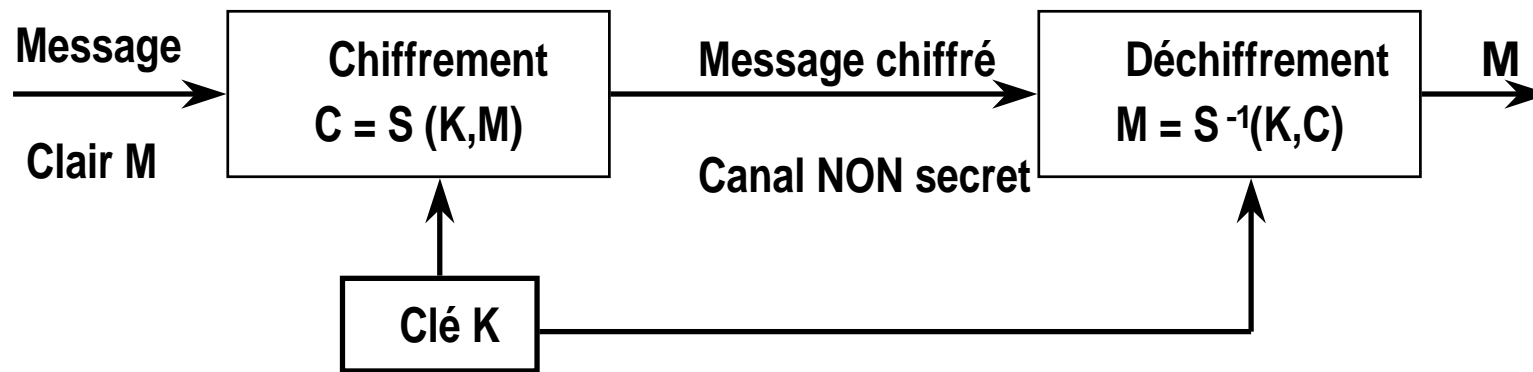 Message
Clair M
Chiffrement
C = S (K,M)
Message chiffré
Canal NON secret
Déchiffrement
M = S⁻¹(K,C)
M
Clé K